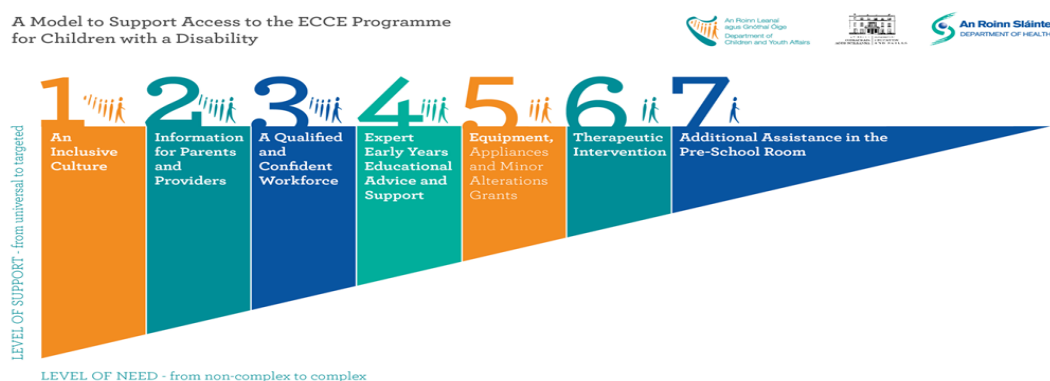 A Model to Support Access to the ECCE Programme
for Children with a Disability
An Roinn Leanaí
agus Gnóthaí Óige
Department of
Children and Youth Affairs
An Roinn Sláinte
DEPARTMENT OF HEALTH
1
An
Inclusive
Culture
2
Information
for Parents
and
Providers
3
A Qualified
and
Confident
Workforce
4
Expert
Early Years
Educational
Advice and
Support
5
Equipment,
Appliances
and Minor
Alterations
Grants
6
Therapeutic
Intervention
7
Additional Assistance in the
Pre-School Room
LEVEL OF SUPPORT - from universal to targeted
LEVEL OF NEED - from non-complex to complex